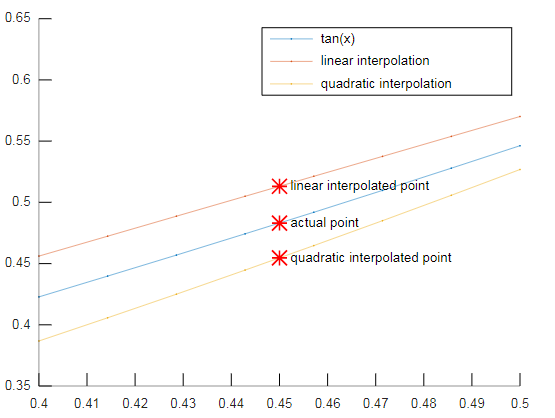 0.65
tan(x)
linear interpolation
0.6
quadratic interpolation
0.55
0.5
linear interpolated point
actual point
0.45
quadratic interpolated point
0.4
0.35
0.4 0.41 0.42 0.43 0.44 0.45 0.46 0.47 0.48 0.49 0.5